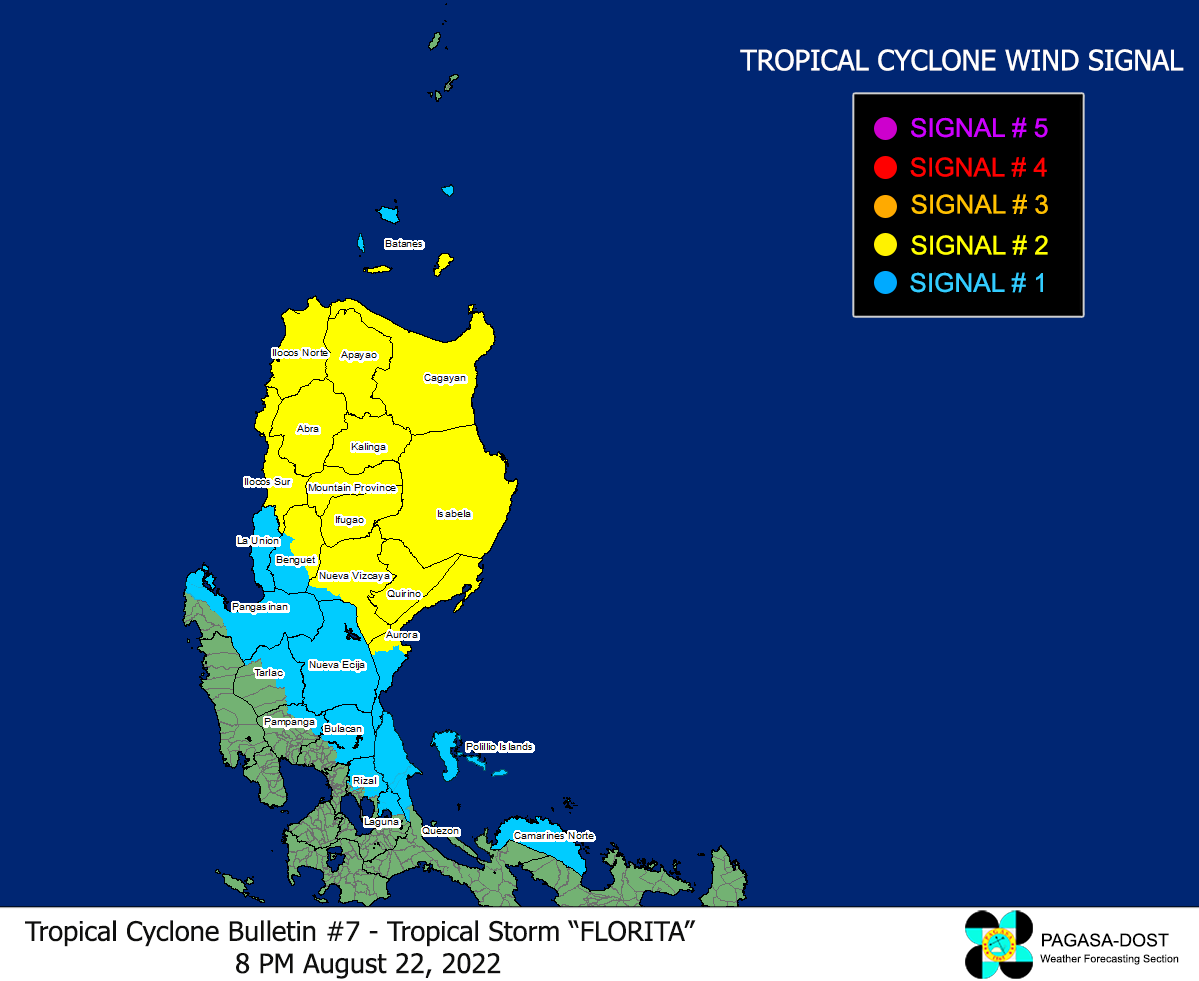 TROPICAL CYCLONE WIND SIGNAL
SIGNAL # 5
SIGNAL # 4
SIGNAL # 3
SIGNAL # 2
SIGNAL # 1
Batanes
Ilocos Norte
Apayao
Cagayan
Abra
Kalinga
Ilocos Sur
Mountain Province
Isabela
Ifugao
La Union
Benguet
Nueva Vizcaya
Quirino
Pangasinan
Aurora
Nueva Ecija
Tarlac
Pampanga
Bulacan
Polillio Islands
Rizal
Laguna
Quezon
Camarines Norte
Tropical Cyclone Bulletin #7 - Tropical Storm “FLORITA”
8 PM August 22, 2022
PAGASA
PAGASA-DOST
Weather Forecasting Section